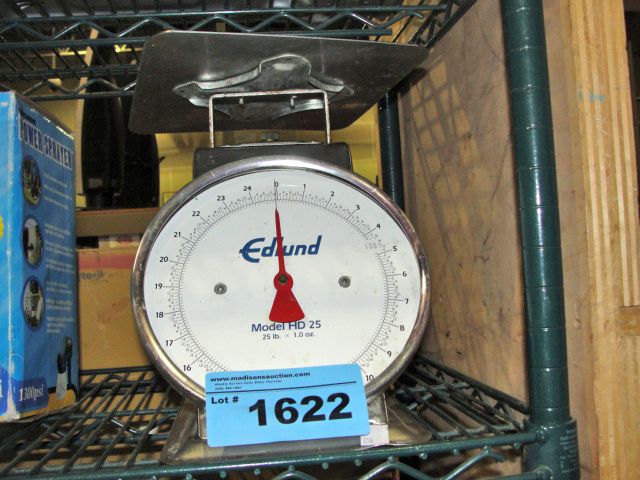 POWER SPRAYER
1300psi
0
1
2
3
4
5
6
7
8
9
10
16
17
18
19
20
21
22
23
24
Edlund
Model HD 25
25 lb. × 1.0 oz.
www.madisonsauction.com
Lot # 1622